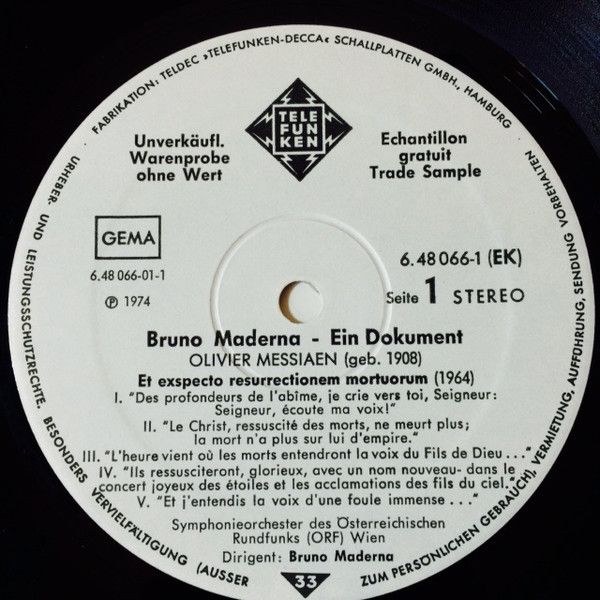 FABRIKATION: TELDEC »TELEFUNKEN-DECCA« SCHALLPLATTEN GMBH., HAMBURG
URHEBER- UND LEISTUNGSSCHUTZRECHTE. BESONDERS VERVIELFÄLTIGUNG (AUSSER ZUM PERSÖNLICHEN GEBRAUCH), VERMIETUNG, AUFFÜHRUNG, SENDUNG VORBEHALTEN
TELE
FUN
KEN
Unverkäufl.
Warenprobe
ohne Wert
Echantillon
gratuit
Trade Sample
GEMA
6.48 066-01-1
℗ 1974
6.48 066-1 (EK)
Seite 1 STEREO
Bruno Maderna - Ein Dokument
OLIVIER MESSIAEN (geb. 1908)
Et exspecto resurrectionem mortuorum (1964)
I. "Des profondeurs de l'abîme, je crie vers toi, Seigneur:
Seigneur, écoute ma voix!"
II. "Le Christ, ressuscité des morts, ne meurt plus;
la mort n'a plus sur lui d'empire."
III. "L'heure vient où les morts entendront la voix du Fils de Dieu . . ."
IV. "Ils ressusciteront, glorieux, avec un nom nouveau- dans le
concert joyeux des étoiles et les acclamations des fils du ciel."
V. "Et j'entendis la voix d'une foule immense . . ."
Symphonieorchester des Österreichischen
Rundfunks (ORF) Wien
Dirigent: Bruno Maderna
33